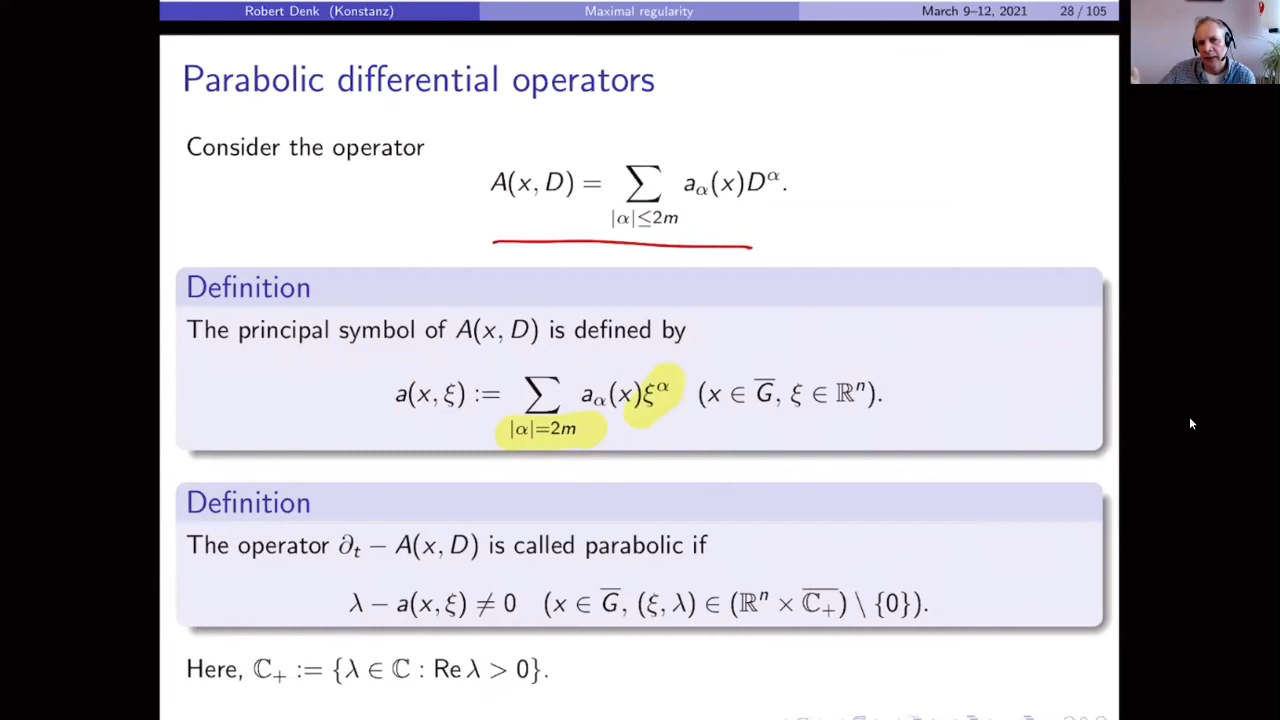 Robert Denk (Konstanz) Maximal regularity March 9–12, 2021 28 / 105
Parabolic differential operators
Consider the operator
A(x, D) = ∑_{|α|≤2m} a_α(x)D^α.
Definition
The principal symbol of A(x, D) is defined by
a(x, ξ) := ∑_{|α|=2m} a_α(x)ξ^α (x ∈ G̅, ξ ∈ ℝⁿ).
Definition
The operator ∂_t − A(x, D) is called parabolic if
λ − a(x, ξ) ≠ 0 (x ∈ G̅, (ξ, λ) ∈ (ℝⁿ × \overline{ℂ_+}) \ {0}).
Here, ℂ_+ := {λ ∈ ℂ : Re λ > 0}.